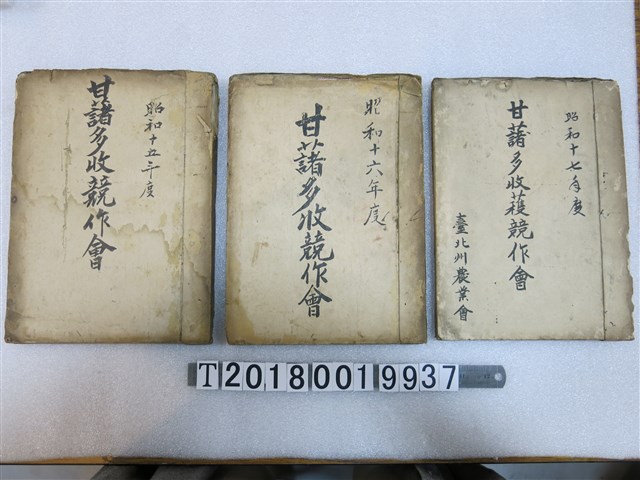 昭和十五年度
甘藷多收競作會
昭和十六年度
甘藷多收競作會
昭和十七年度
甘藷多收穫競作會
臺北州農業會
T20180019937